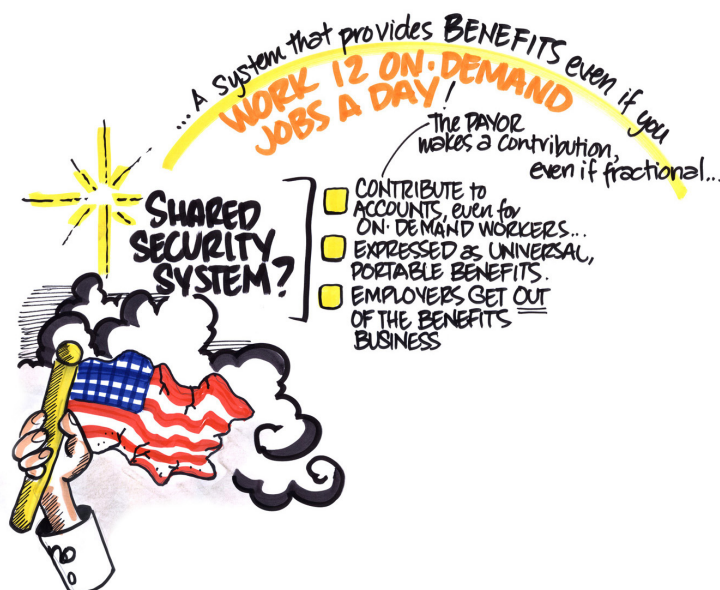 ...A System that provides BENEFITS even if you
WORK 12 ON·DEMAND
JOBS A DAY!
The PAYOR
makes a contribution,
even if fractional...
SHARED
SECURITY
SYSTEM?
CONTRIBUTE to
ACCOUNTS, even for
ON·DEMAND WORKERS...
EXPRESSED as UNIVERSAL,
PORTABLE BENEFITS.
EMPLOYERS GET OUT
OF THE BENEFITS
BUSINESS